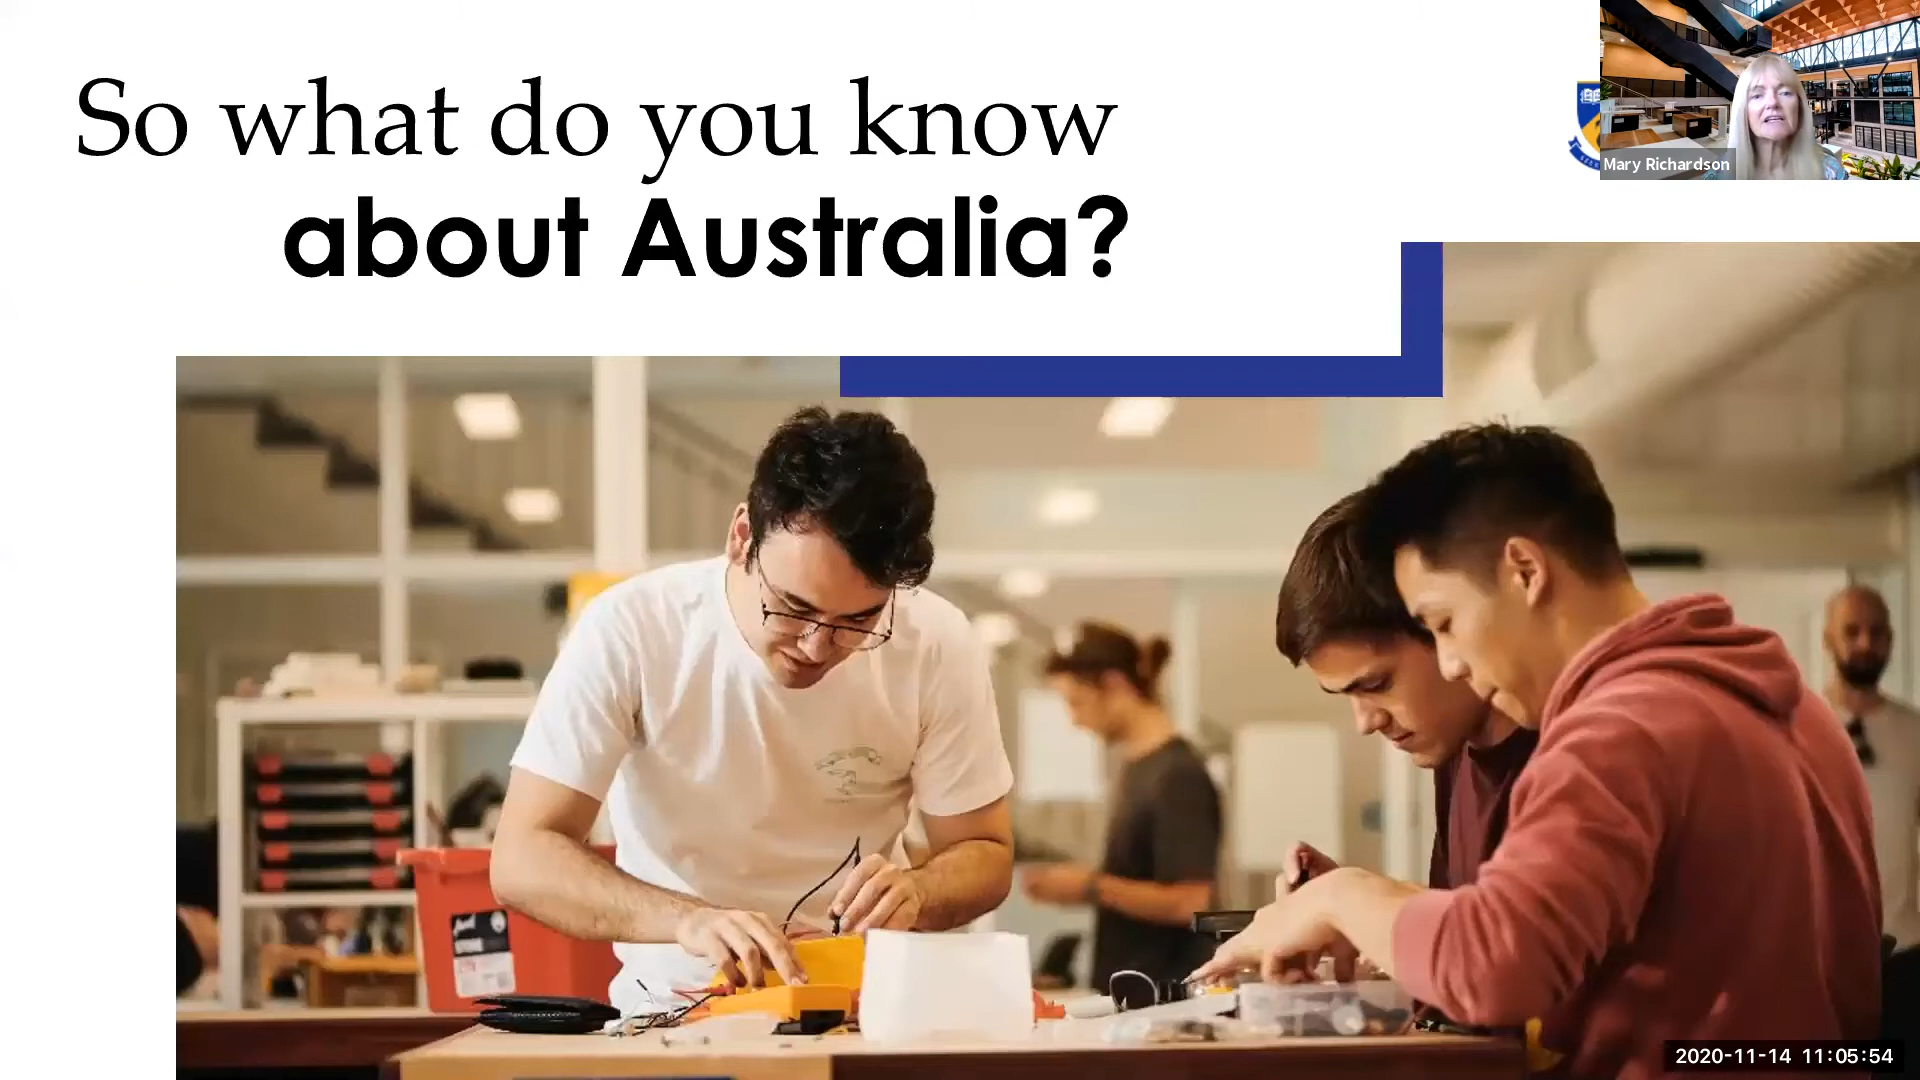 So what do you know
about Australia?
Mary Richardson
2020-11-14 11:05:54